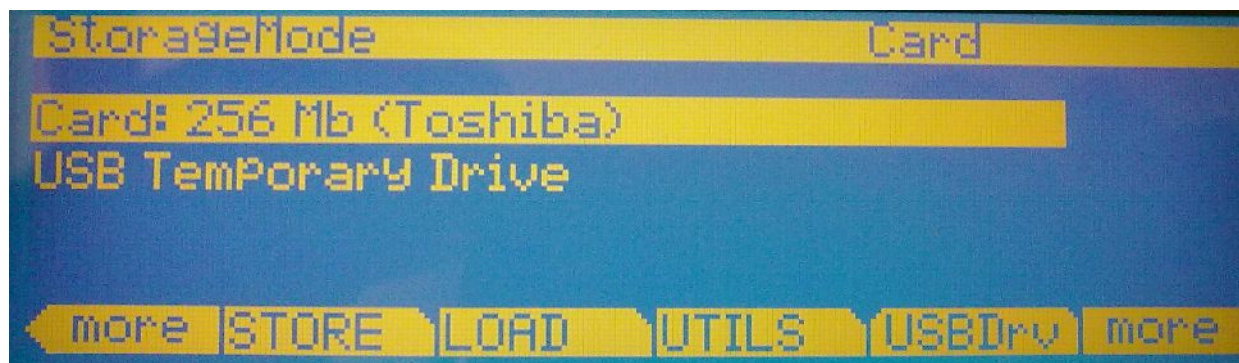 StorageMode Card
Card: 256 Mb (Toshiba)
USB Temporary Drive
more STORE LOAD UTILS USBDrv more